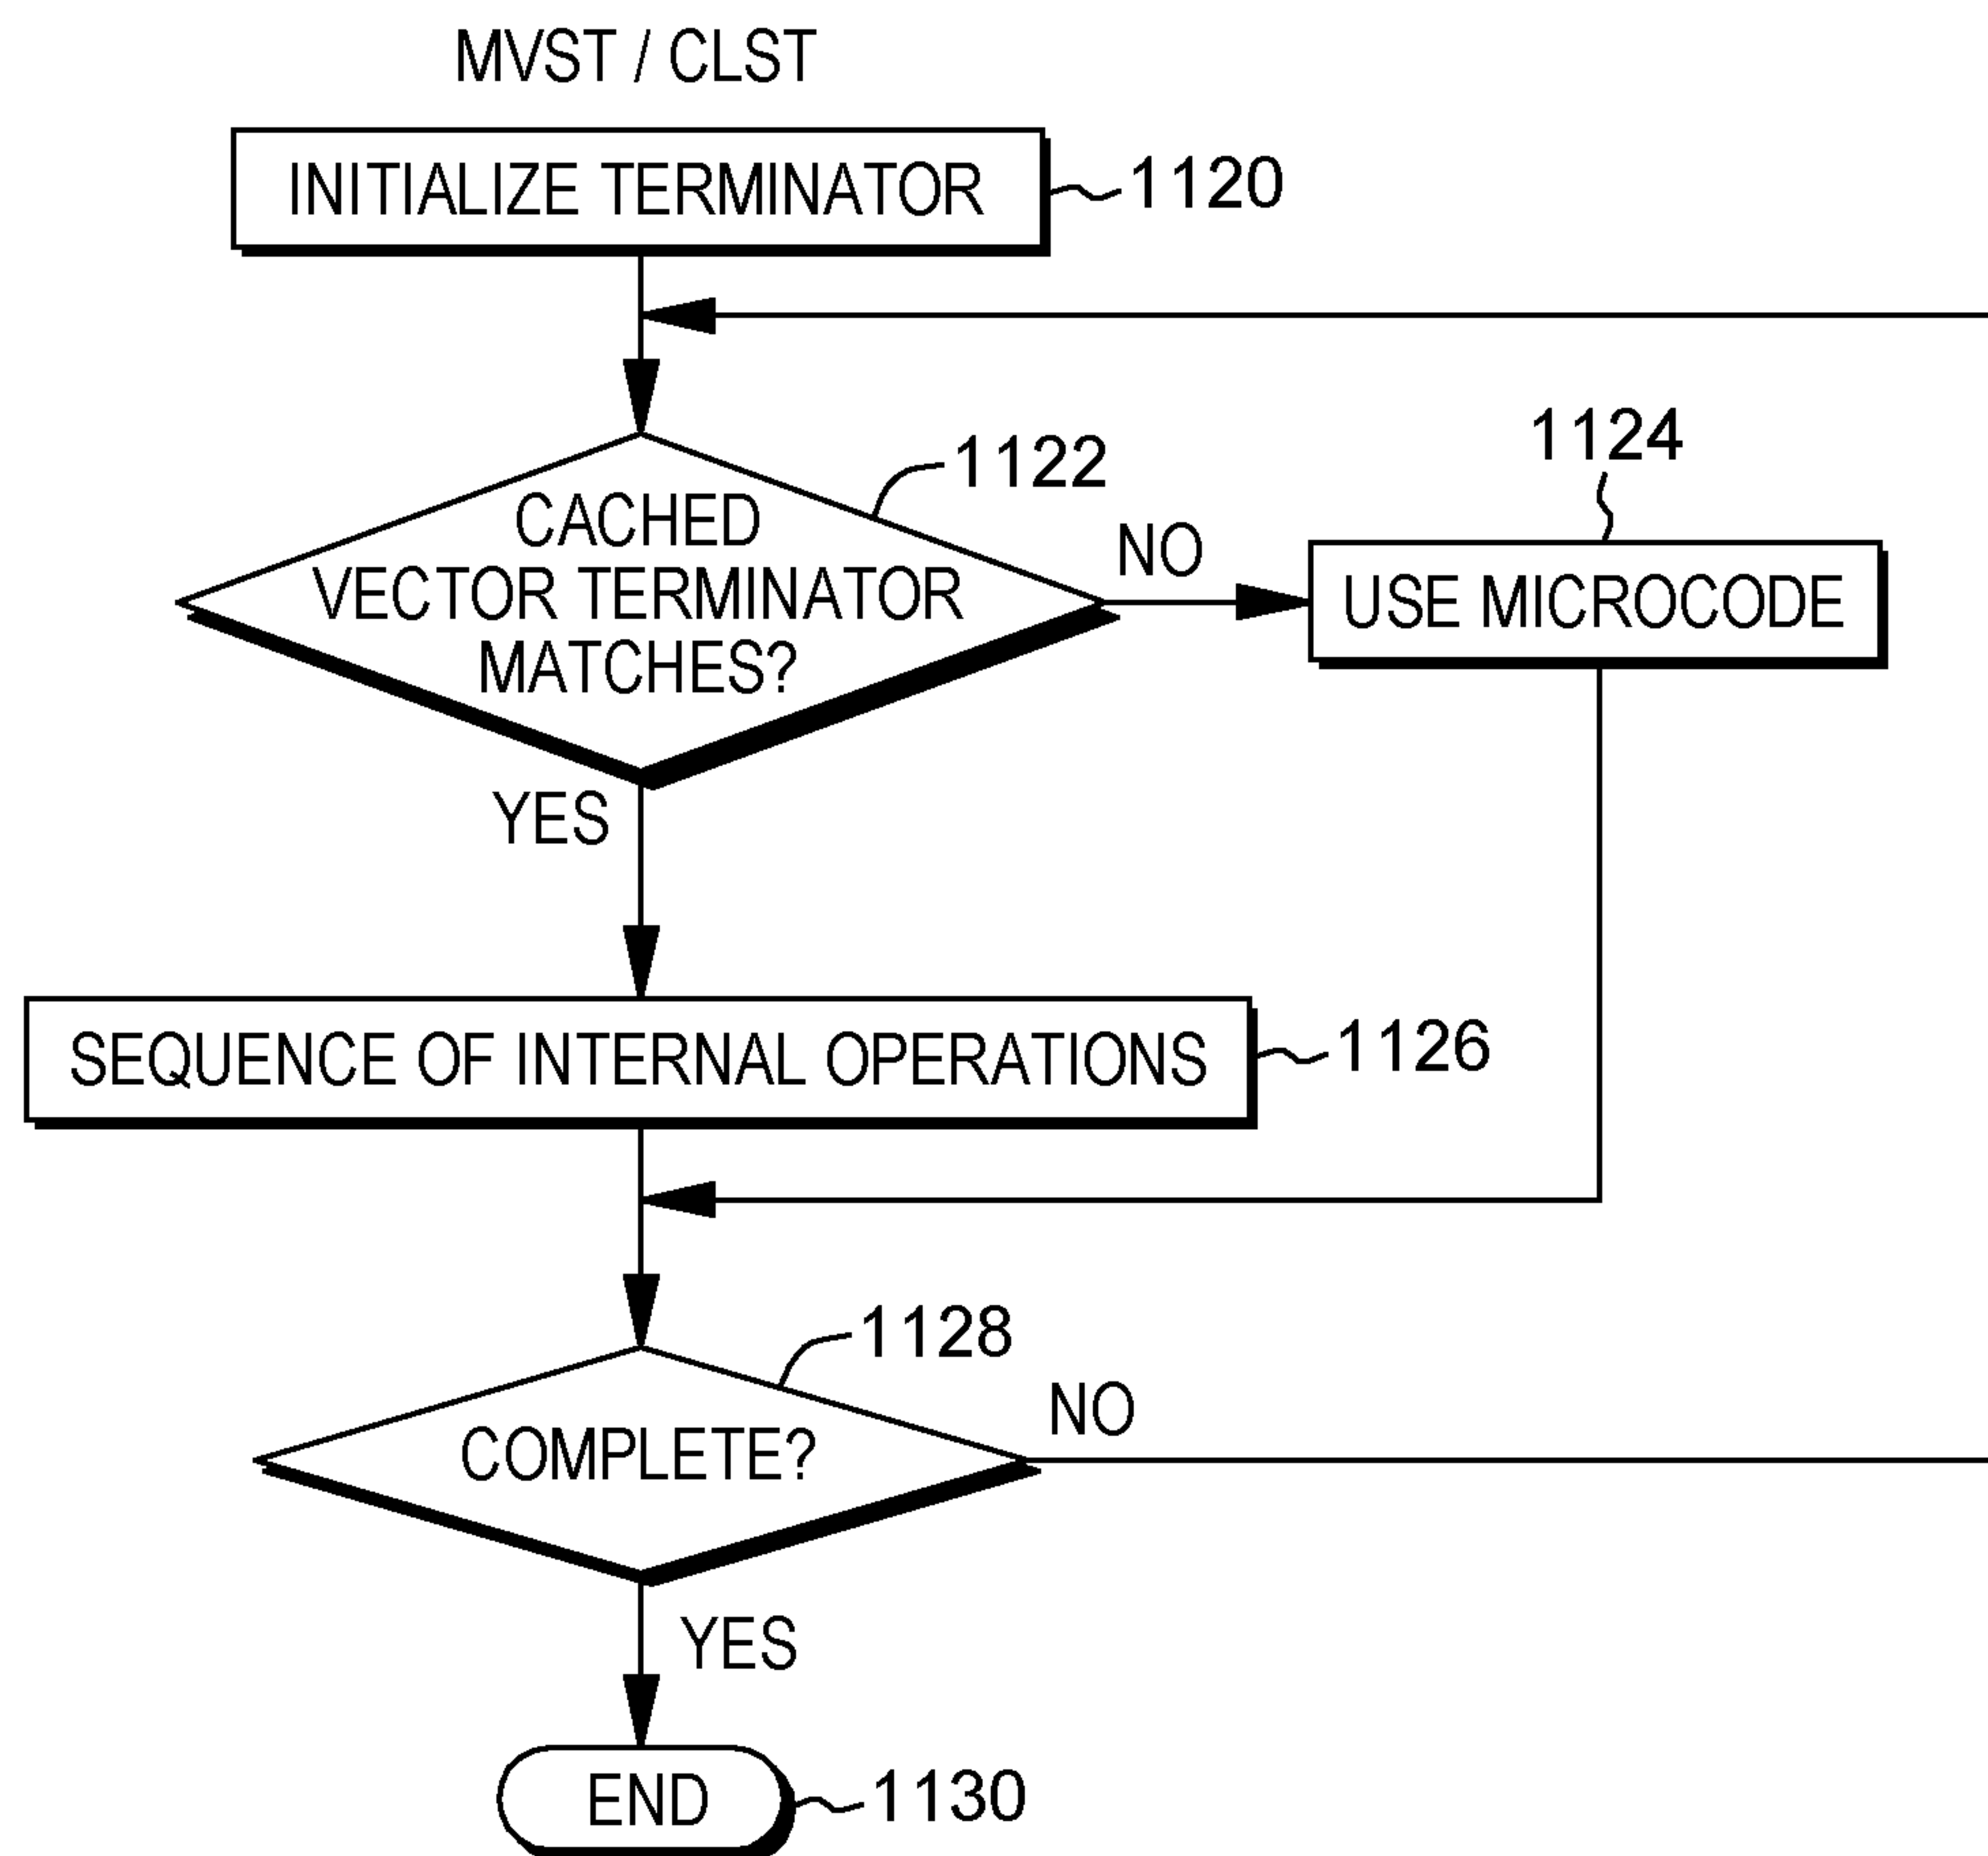 MVST / CLST
INITIALIZE TERMINATOR
1120
1122
CACHED
VECTOR TERMINATOR
MATCHES?
NO
1124
USE MICROCODE
YES
SEQUENCE OF INTERNAL OPERATIONS
1126
1128
COMPLETE?
NO
YES
END
1130